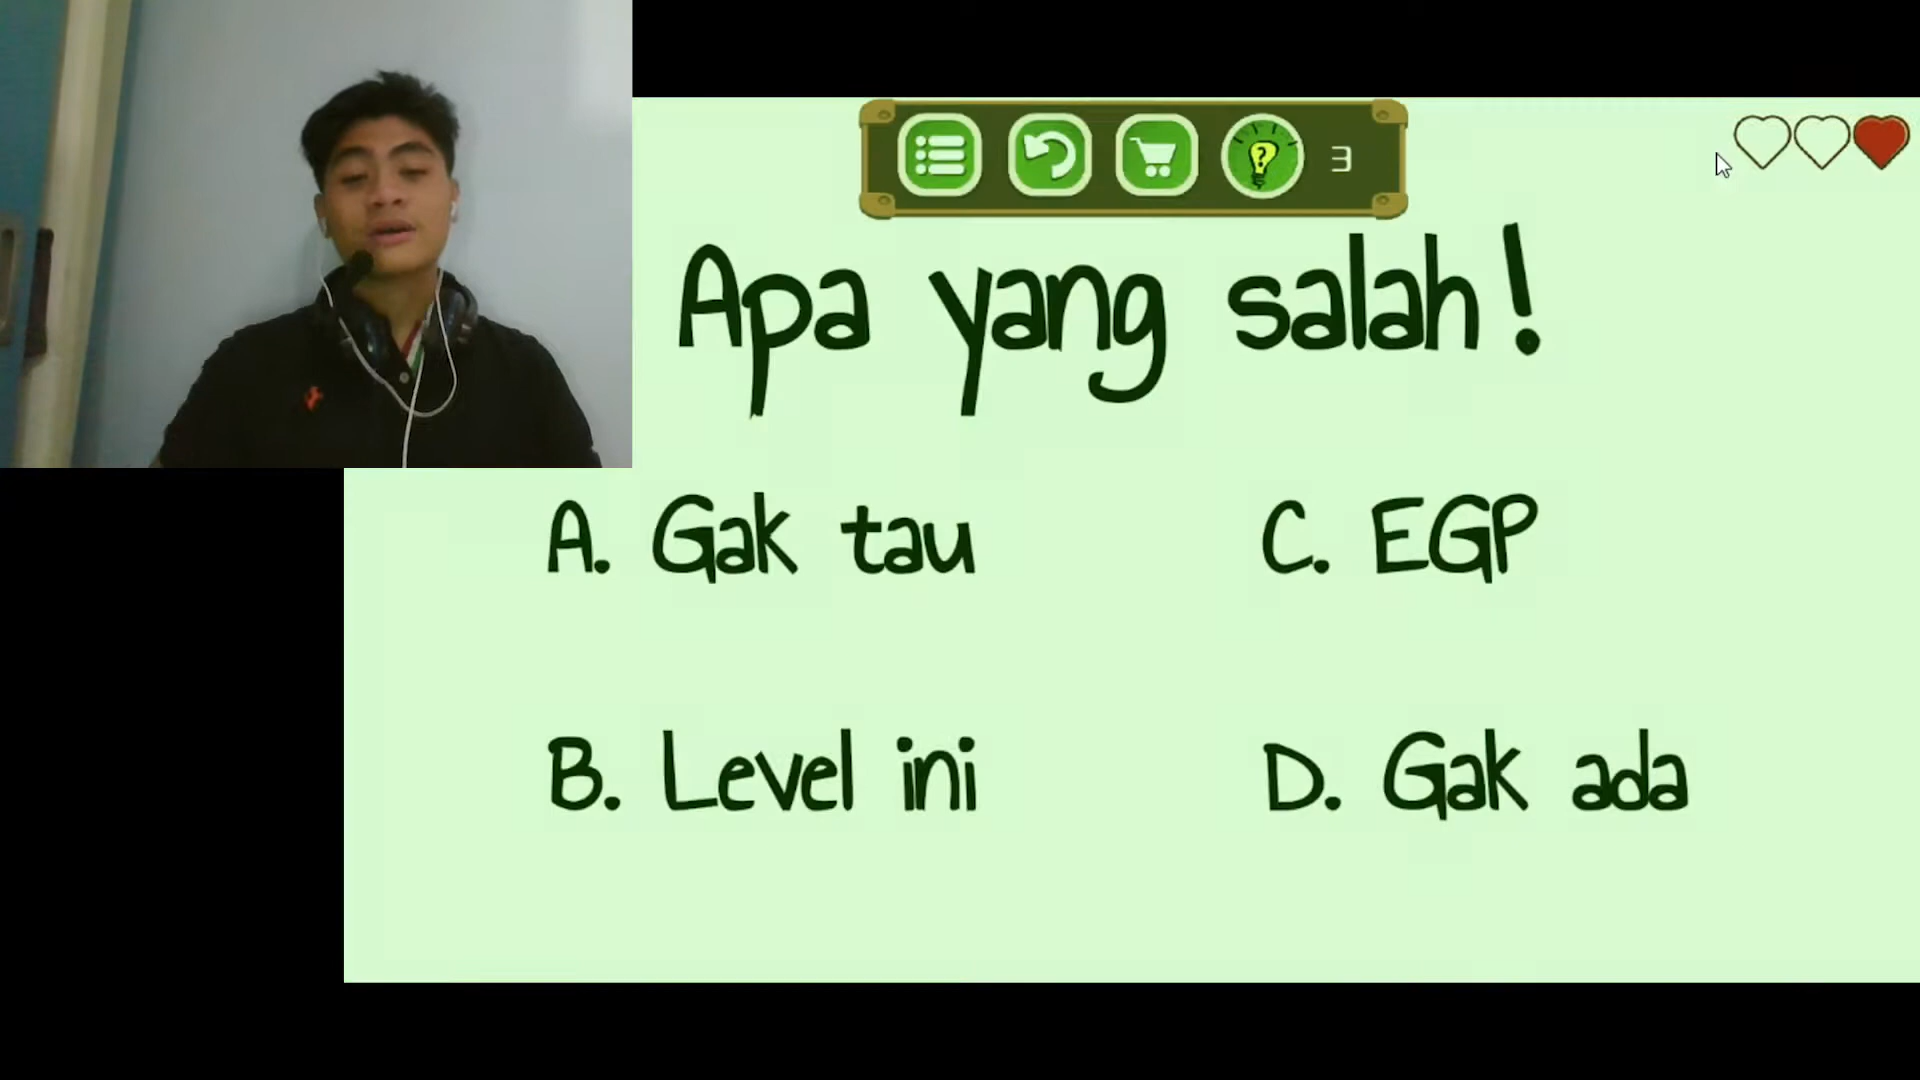 3
Apa yang salah!
A. Gak tau
C. EGP
B. Level ini
D. Gak ada